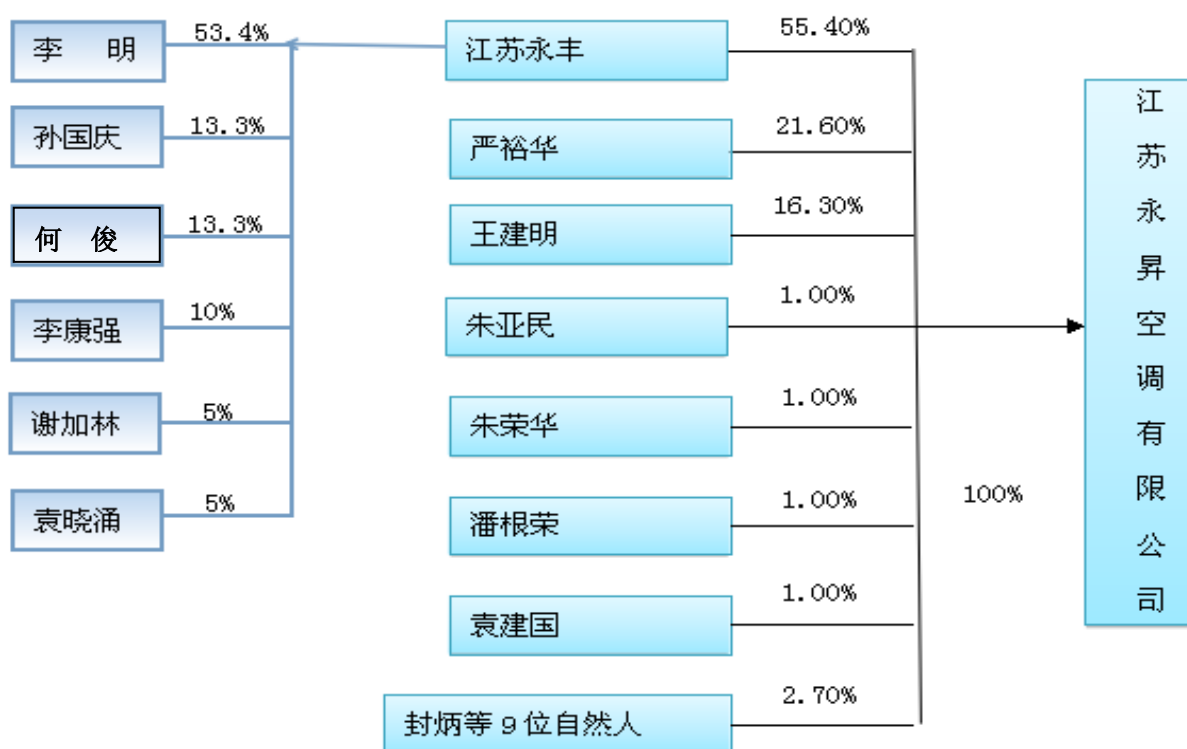 李 明
53.4%
孙国庆
13.3%
何 俊
13.3%
李康强
10%
谢加林
5%
袁晓涌
5%
江苏永丰
55.40%
严裕华
21.60%
王建明
16.30%
朱亚民
1.00%
朱荣华
1.00%
潘根荣
1.00%
袁建国
1.00%
封炳等9位自然人
2.70%
100%
江苏永昇空调有限公司